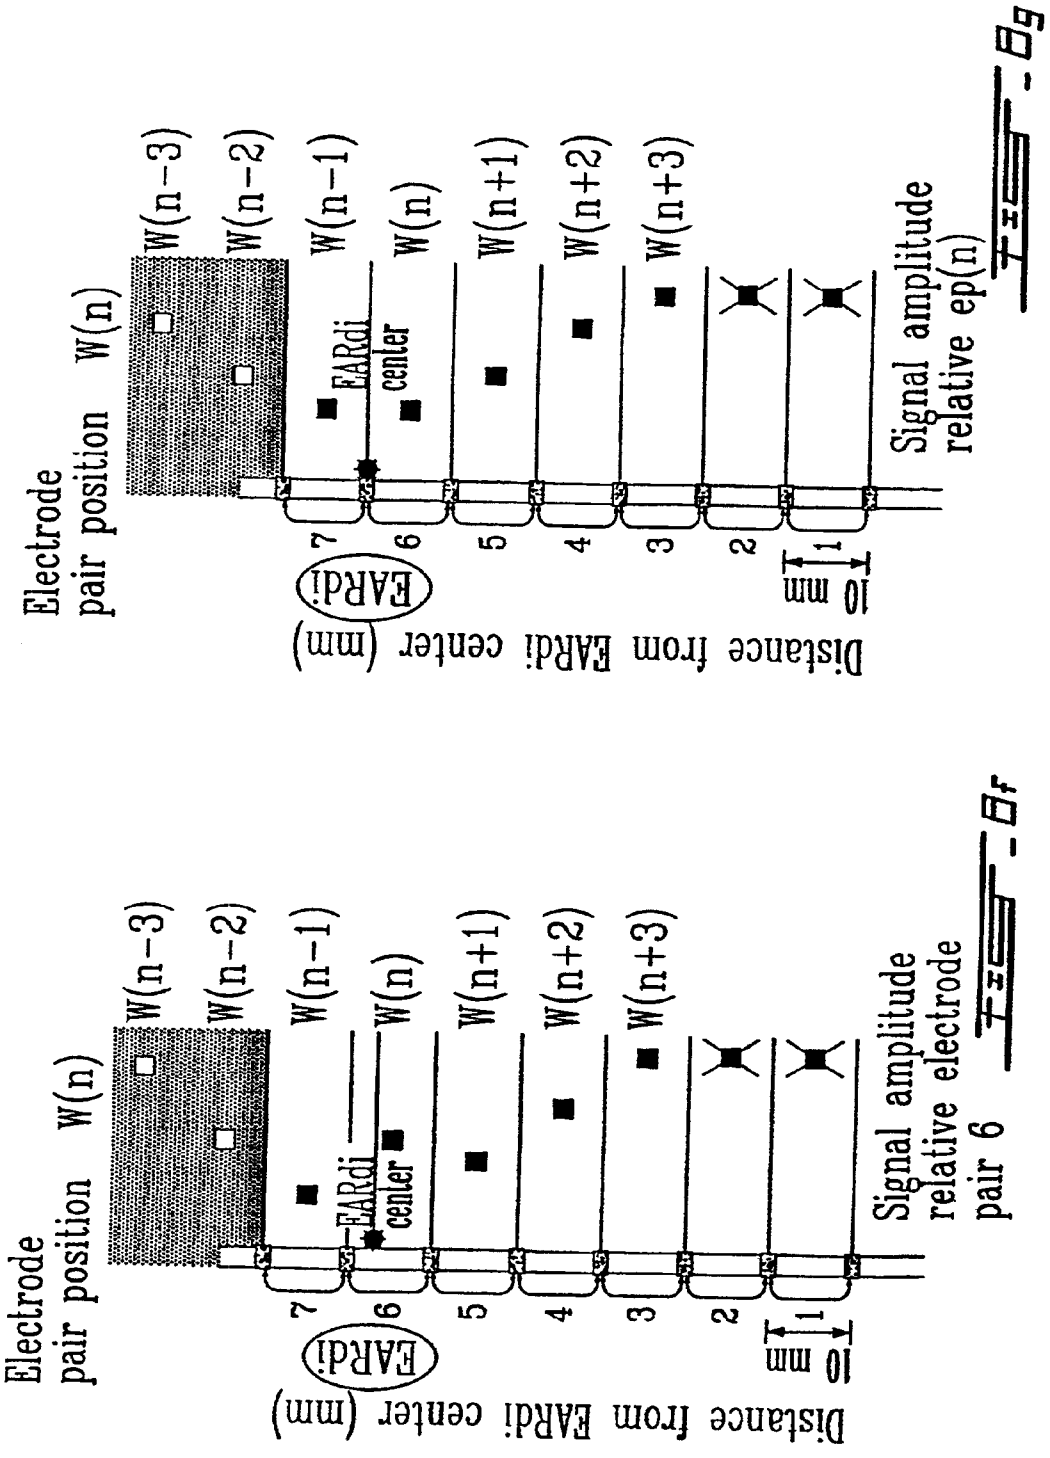 Electrode
pair position W(n)
W(n-3)
W(n-2)
W(n-1)
W(n)
W(n+1)
W(n+2)
W(n+3)
EARdi
center
7
6
5
4
3
2
1
EARdi
10 mm
Distance from EARdi center (mm)
Signal amplitude
relative electrode
pair 6
FIG-8f
Electrode
pair position W(n)
W(n-3)
W(n-2)
W(n-1)
W(n)
W(n+1)
W(n+2)
W(n+3)
EARdi
center
7
6
5
4
3
2
1
EARdi
10 mm
Distance from EARdi center (mm)
Signal amplitude
relative ep(n)
FIG-8g